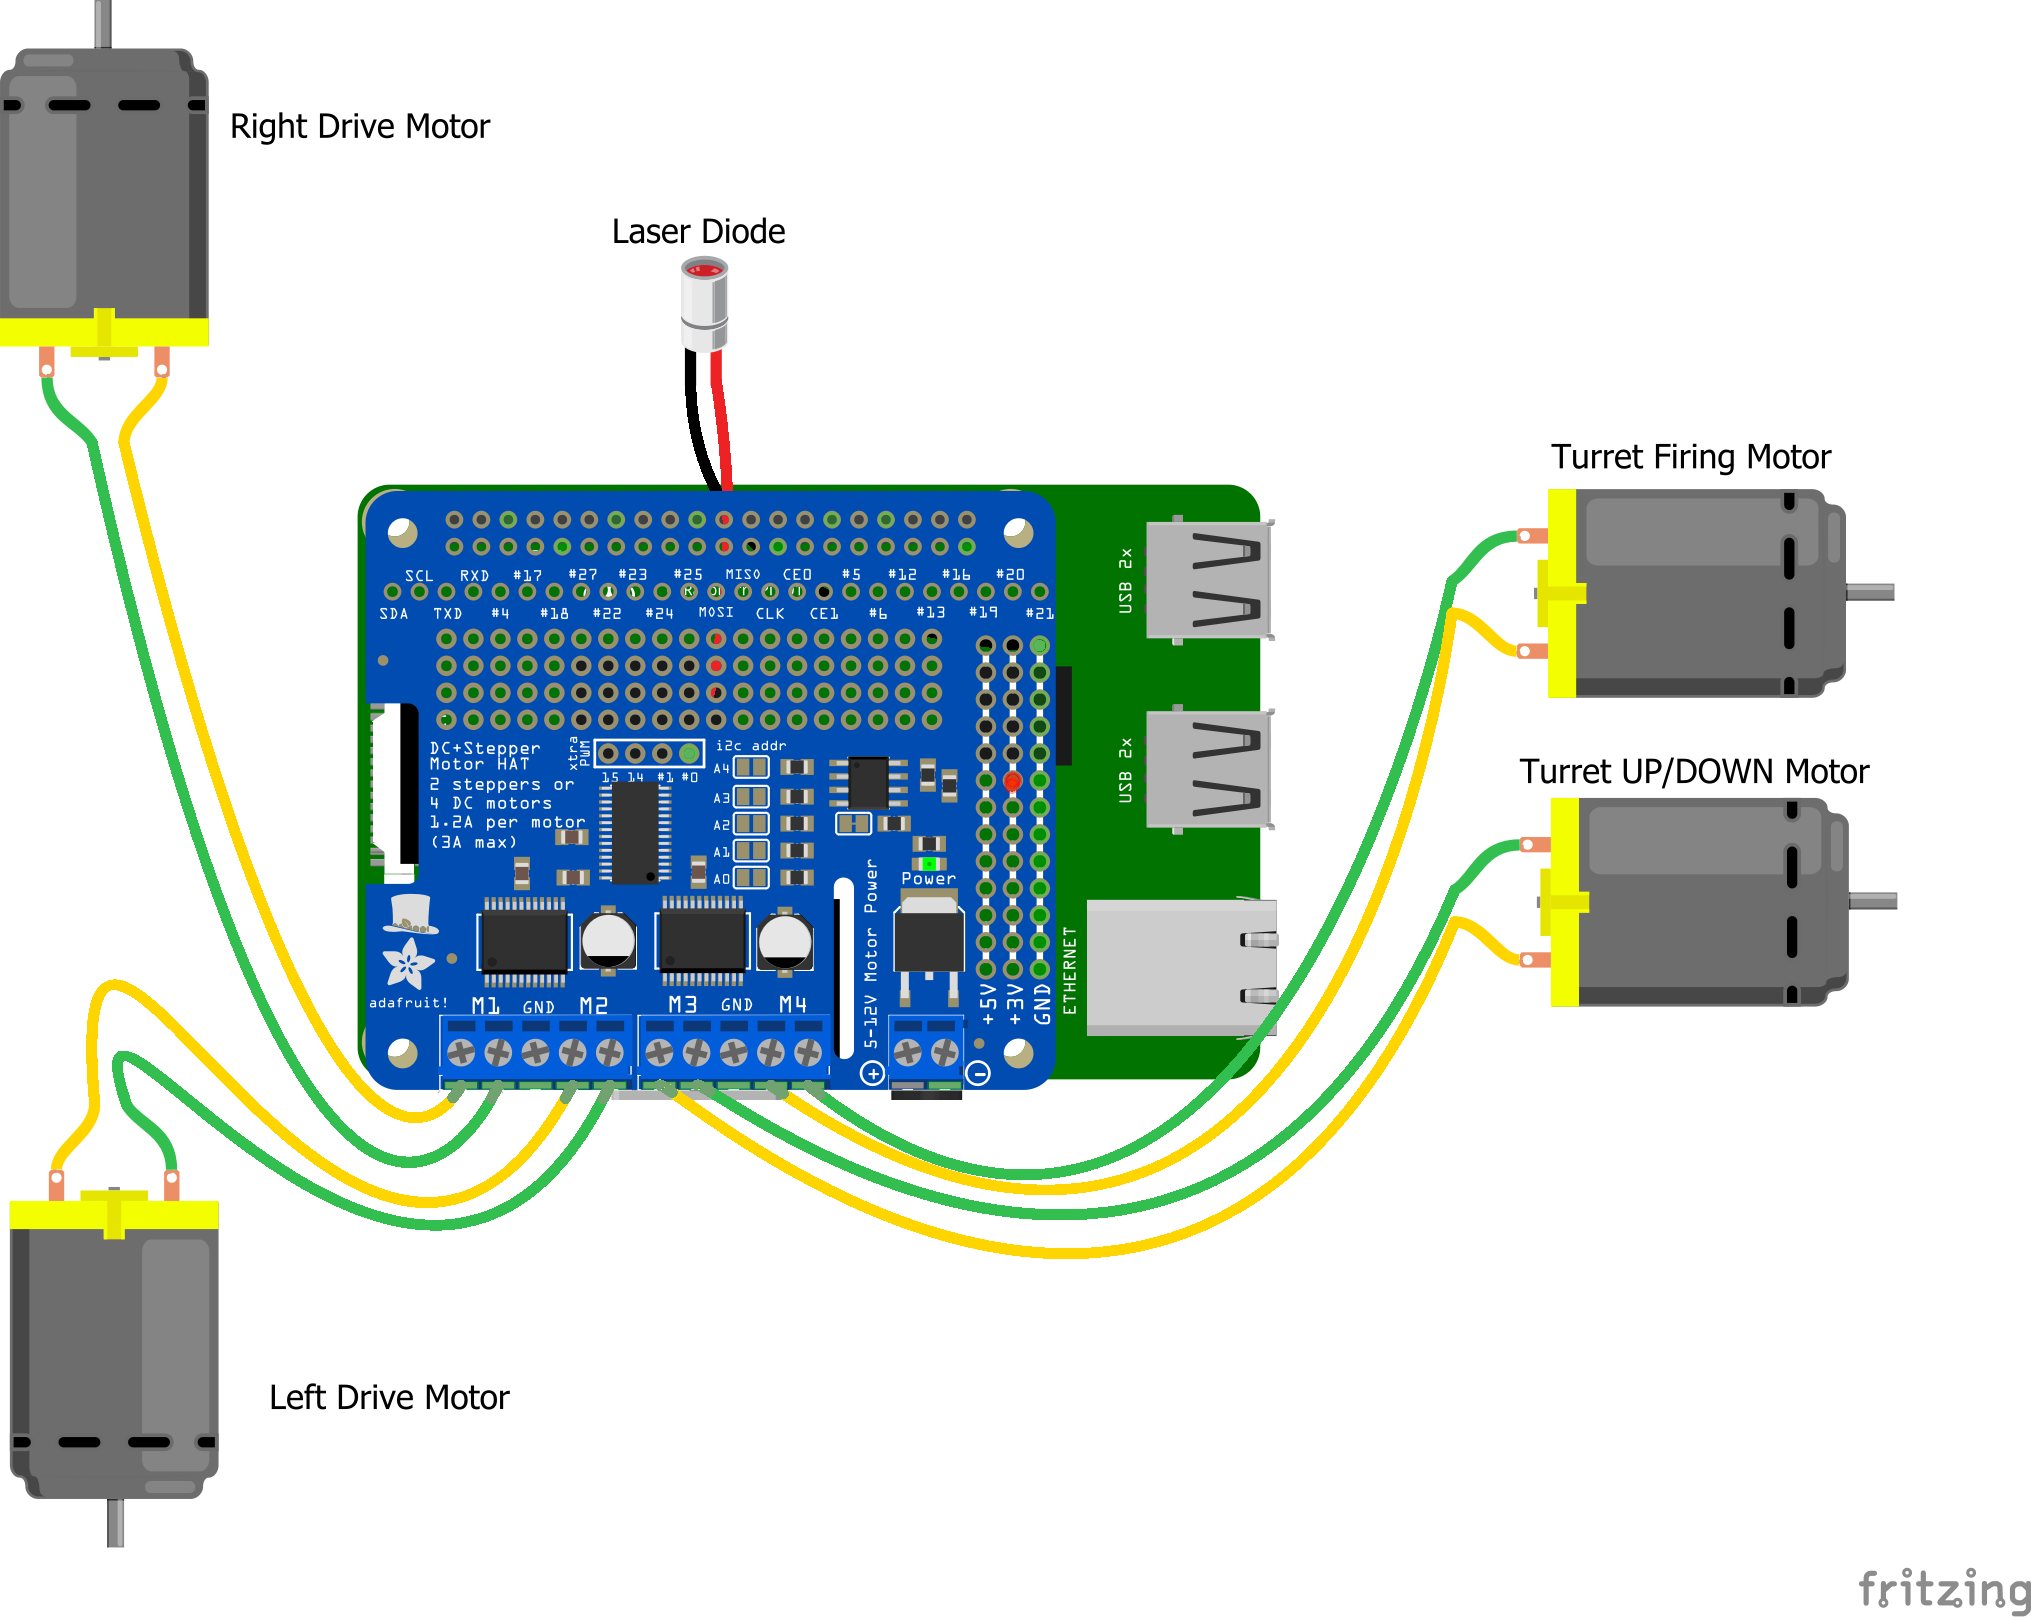 Right Drive Motor
Laser Diode
Turret Firing Motor
Turret UP/DOWN Motor
Left Drive Motor
SCL RXD #17 #27 #23 #25 MISO CE0 #5 #12 #16 #20
SDA TXD #4 #18 #22 #24 MOSI CLK CE1 #6 #13 #19 #21
USB 2x
USB 2x
ETHERNET
DC+Stepper
Motor HAT
2 steppers or
4 DC motors
1.2A per motor
(3A max)
xtra
PWM
15 14 #1 #0
i2c addr
A4
A3
A2
A1
A0
Power
5-12V Motor Power
+5V
+3V
GND
adafruit!
M1 GND M2 M3 GND M4
+ -
fritzing